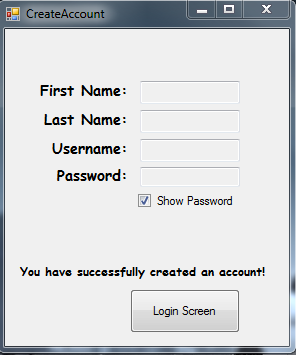 CreateAccount
First Name:
Last Name:
Username:
Password:
Show Password
You have successfully created an account!
Login Screen